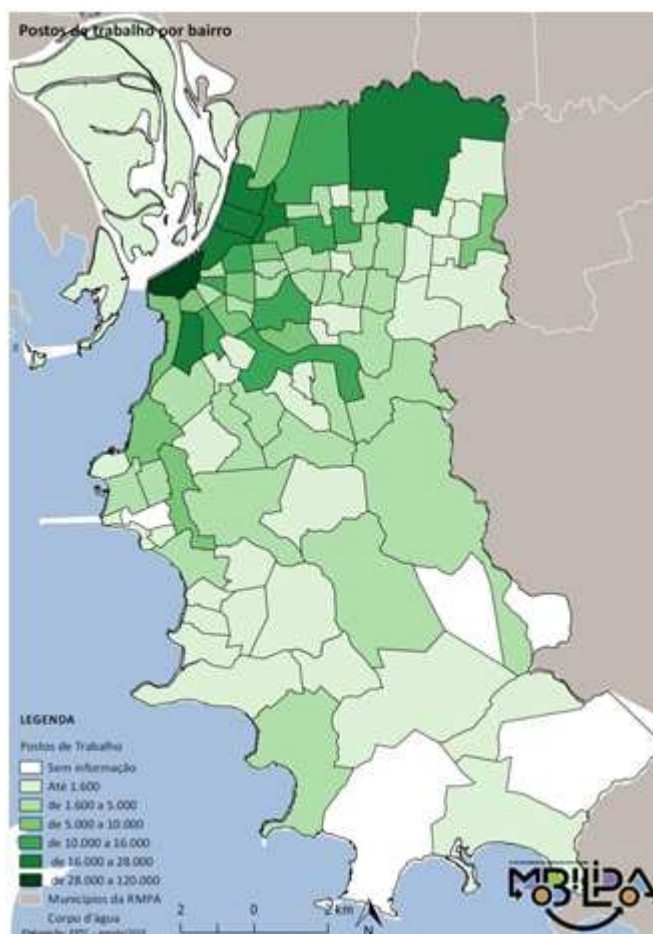 Postos de trabalho por bairro
LEGENDA
Postos de Trabalho
Sem informação
Até 1.600
de 1.600 a 5.000
de 5.000 a 10.000
de 10.000 a 16.000
de 16.000 a 28.000
de 28.000 a 120.000
Municípios da RMPA
Corpo d'água
2 0 2 km
N
MOBILIPA